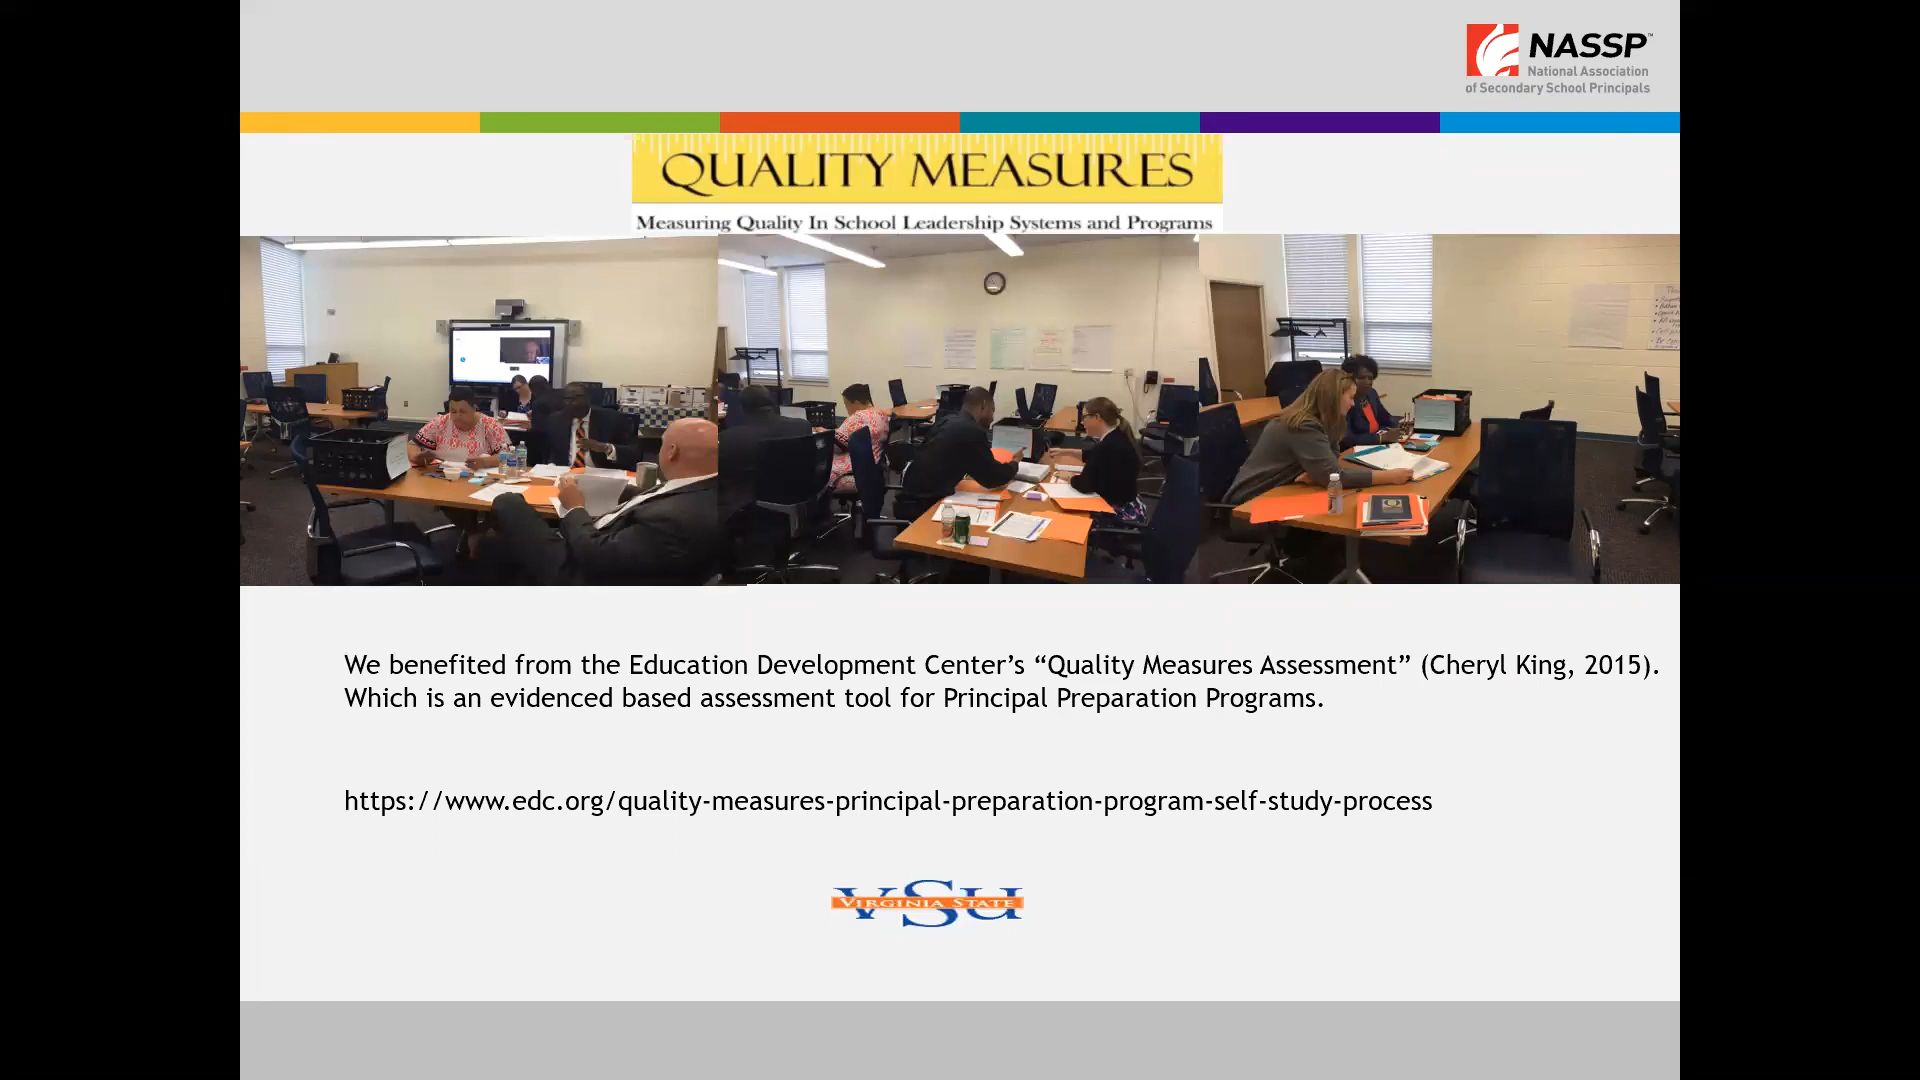 NASSP™
National Association
of Secondary School Principals
QUALITY MEASURES
Measuring Quality In School Leadership Systems and Programs
We benefited from the Education Development Center’s “Quality Measures Assessment” (Cheryl King, 2015).
Which is an evidenced based assessment tool for Principal Preparation Programs.
https://www.edc.org/quality-measures-principal-preparation-program-self-study-process
VSU
VIRGINIA STATE